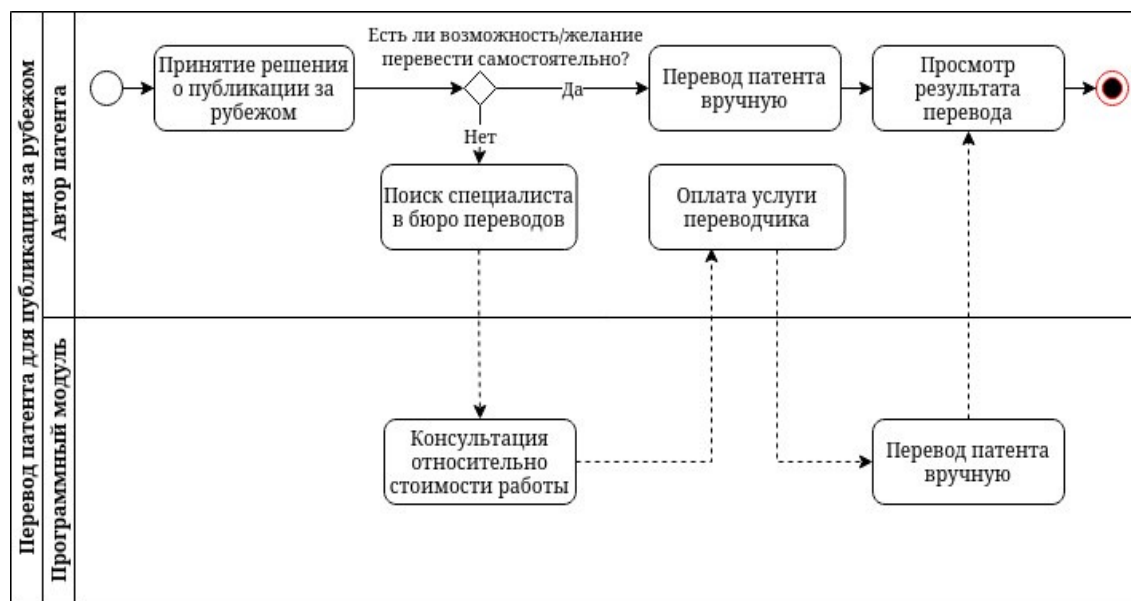 Перевод патента для публикации за рубежом
Автор патента
Принятие решения
о публикации за
рубежом
Есть ли возможность/желание
перевести самостоятельно?
Да
Нет
Перевод патента
вручную
Просмотр
результата
перевода
Поиск специалиста
в бюро переводов
Оплата услуги
переводчика
Программный модуль
Консультация
относительно
стоимости работы
Перевод патента
вручную